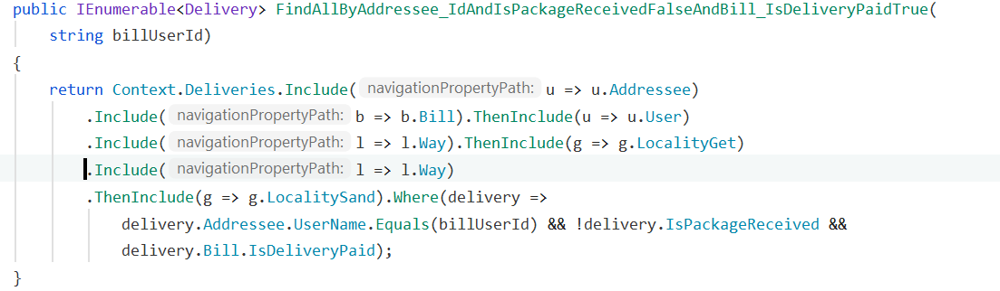 public IEnumerable<Delivery> FindAllByAddressee_IdAndIsPackageReceivedFalseAndBill_IsDeliveryPaidTrue(
string billUserId)
{
return Context.Deliveries.Include( navigationPropertyPath: u => u.Addressee)
.Include( navigationPropertyPath: b => b.Bill).ThenInclude(u => u.User)
.Include( navigationPropertyPath: l => l.Way).ThenInclude(g => g.LocalityGet)
.Include( navigationPropertyPath: l => l.Way)
.ThenInclude(g => g.LocalitySand).Where(delivery =>
delivery.Addressee.UserName.Equals(billUserId) && !delivery.IsPackageReceived &&
delivery.Bill.IsDeliveryPaid);
}